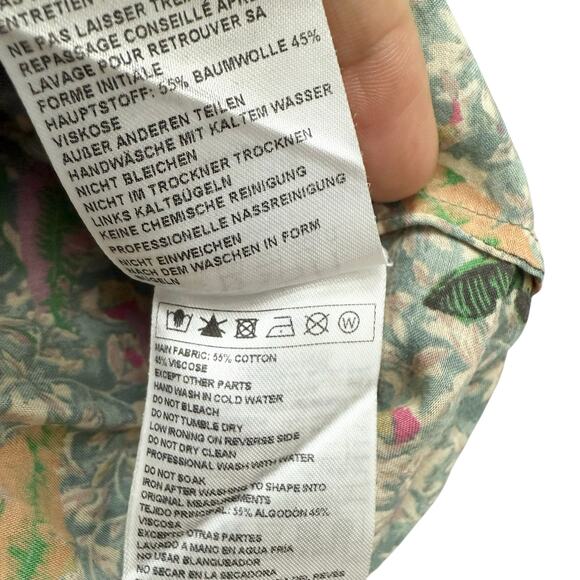 ENTRETIEN
NE PAS LAISSER TREM
REPASSAGE CONSEILLÉ APRÈ
LAVAGE POUR RETROUVER SA
FORME INITIALE
HAUPTSTOFF: 55% BAUMWOLLE 45%
VISKOSE
AUßER ANDEREN TEILEN
HANDWÄSCHE MIT KALTEM WASSER
NICHT BLEICHEN
NICHT IM TROCKNER TROCKNEN
LINKS KALTBÜGELN
KEINE CHEMISCHE REINIGUNG
PROFESSIONELLE NASSREINIGUNG
NICHT EINWEICHEN
NACH DEM WASCHEN IN FORM
W
MAIN FABRIC: 55% COTTON
45% VISCOSE
EXCEPT OTHER PARTS
HAND WASH IN COLD WATER
DO NOT BLEACH
DO NOT TUMBLE DRY
LOW IRONING ON REVERSE SIDE
DO NOT DRY CLEAN
PROFESSIONAL WASH WITH WATER
DO NOT SOAK
IRON AFTER WASHING TO SHAPE INTO
ORIGINAL MEASUREMENTS
TEJIDO PRINCIPAL: 55% ALGODÓN 45%
VISCOSA
EXCEPTO OTRAS PARTES
LAVADO A MANO EN AGUA FRÍA
NO USAR BLANQUEADOR
NO SECAR EN LA SECADORA
DEL REVÉS